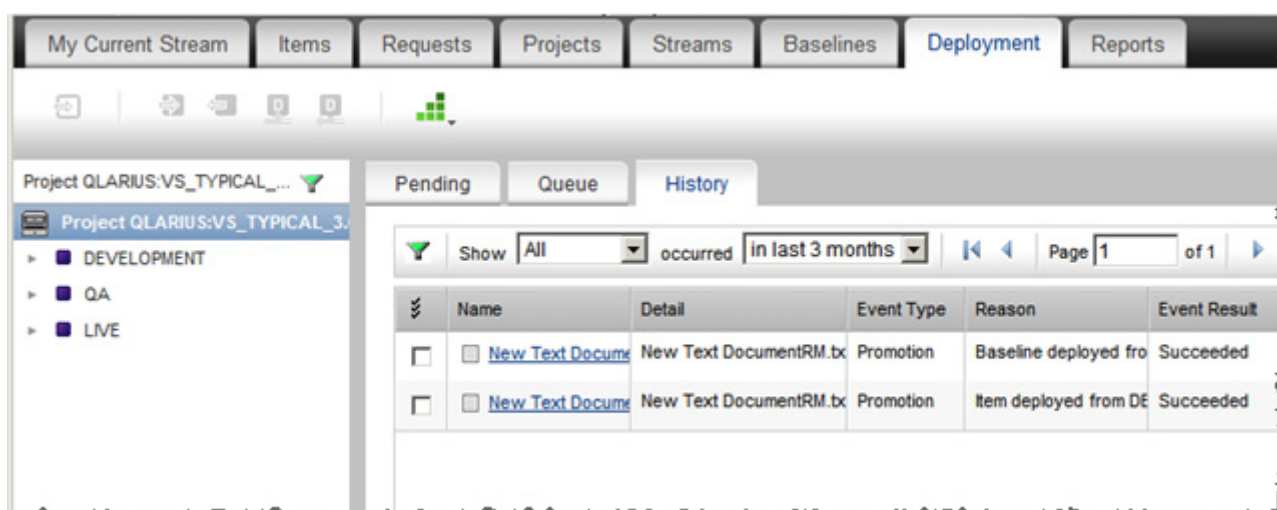 My Current Stream Items Requests Projects Streams Baselines Deployment Reports
D D
Project QLARIUS:VS_TYPICAL_...
Project QLARIUS:VS_TYPICAL_3.
DEVELOPMENT
QA
LIVE
Pending Queue History
Show All occurred in last 3 months Page 1 of 1
Name Detail Event Type Reason Event Result
New Text Docume New Text DocumentRM.tx Promotion Baseline deployed fro Succeeded
New Text Docume New Text DocumentRM.tx Promotion Item deployed from DE Succeeded